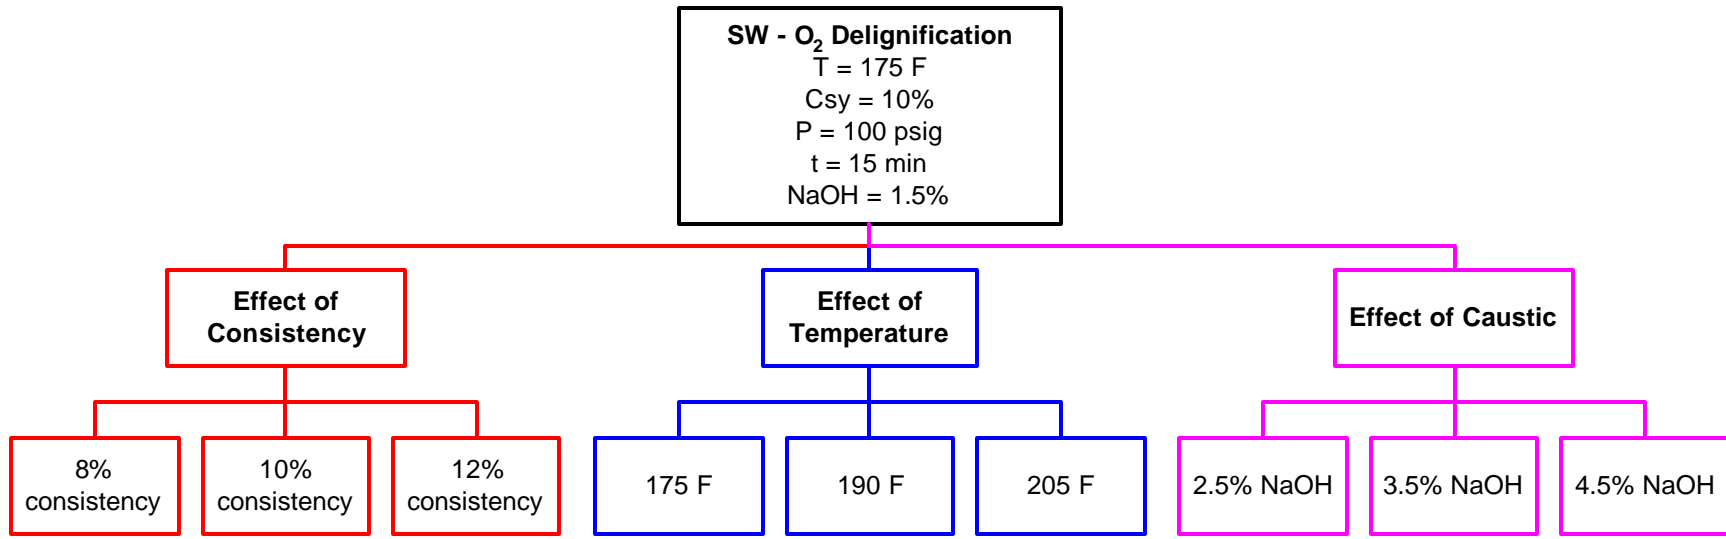 SW - O2 Delignification
T = 175 F
Csy = 10%
P = 100 psig
t = 15 min
NaOH = 1.5%
Effect of
Consistency
Effect of
Temperature
Effect of Caustic
8%
consistency
10%
consistency
12%
consistency
175 F
190 F
205 F
2.5% NaOH
3.5% NaOH
4.5% NaOH